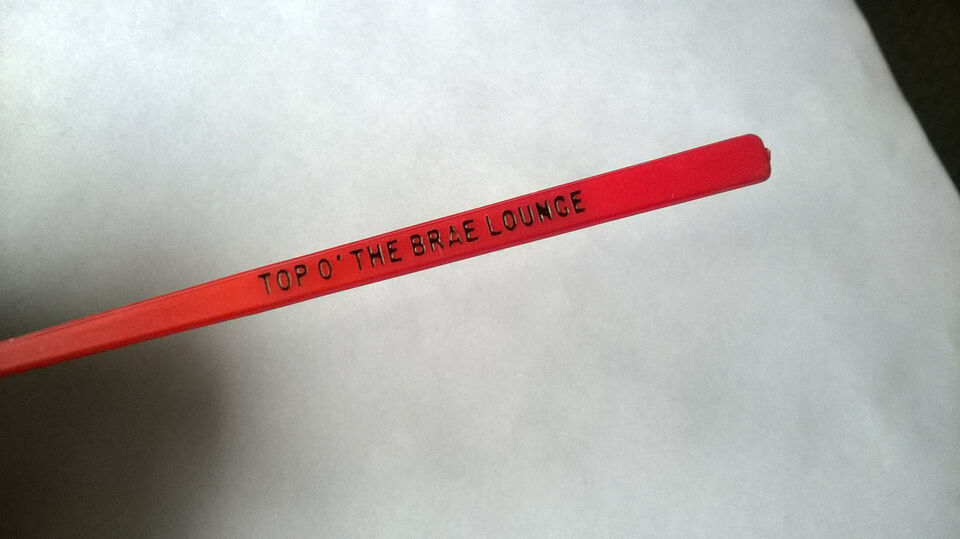 TOP O' THE BRAE LOUNGE